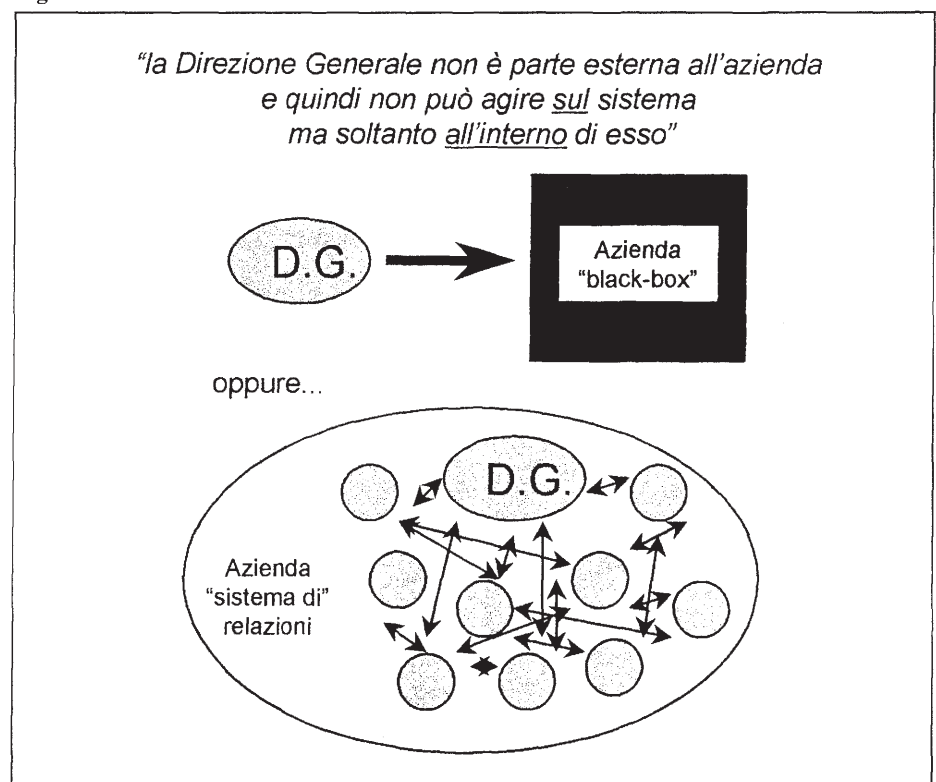 “la Direzione Generale non è parte esterna all'azienda
e quindi non può agire sul sistema
ma soltanto all'interno di esso”
D.G.
Azienda
“black-box”
oppure...
D.G.
Azienda
“sistema di”
relazioni